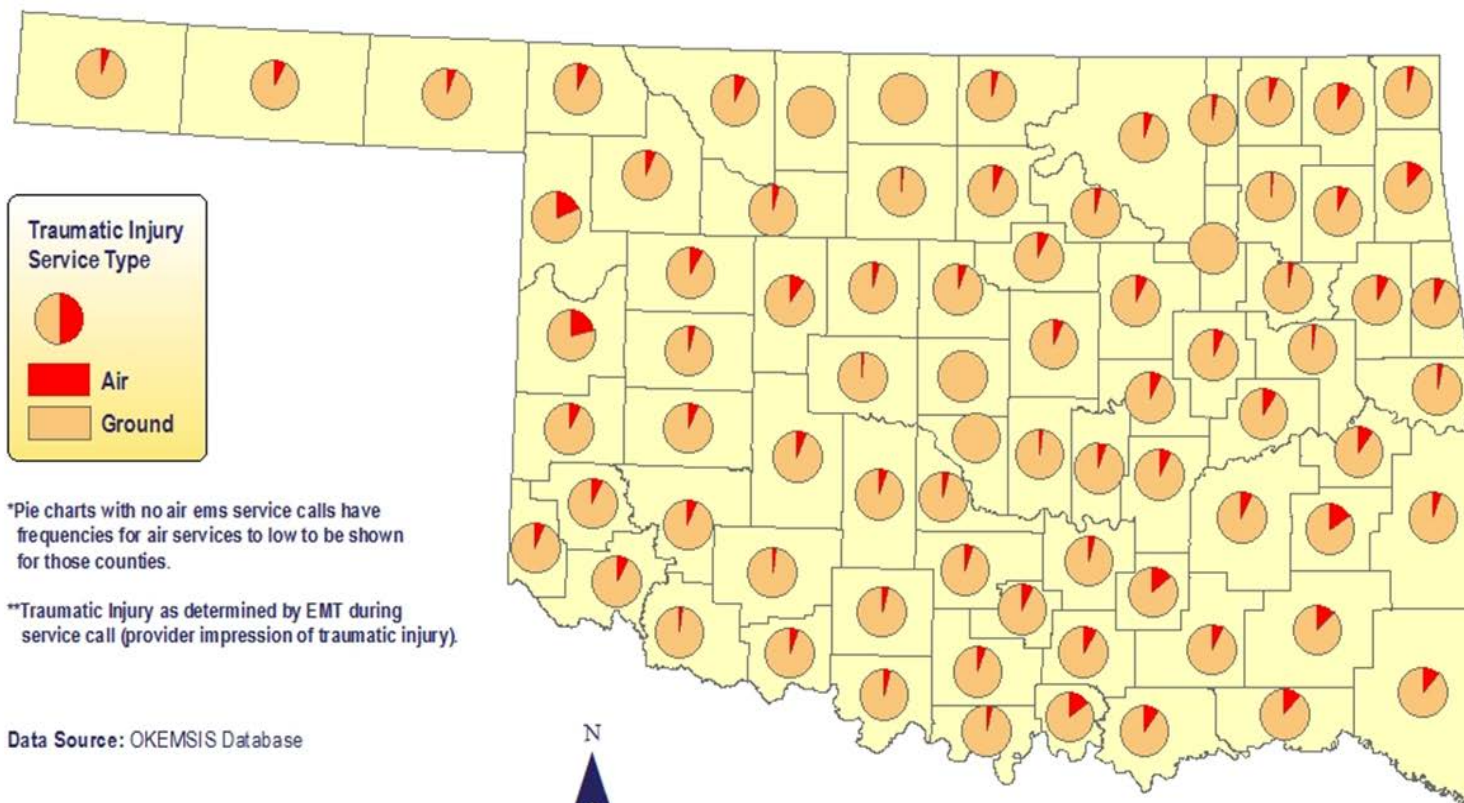 Traumatic Injury
Service Type
Air
Ground
*Pie charts with no air ems service calls have
frequencies for air services to low to be shown
for those counties.
**Traumatic Injury as determined by EMT during
service call (provider impression of traumatic injury).
Data Source: OKEMSIS Database
N